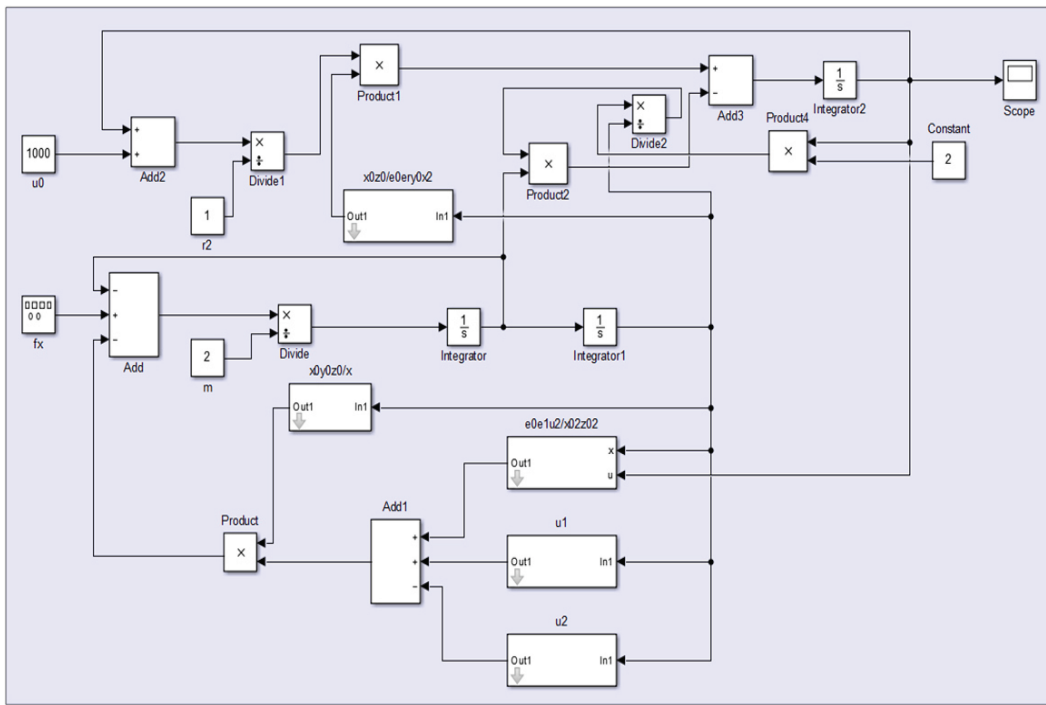 ×
Product1
+
−
Add3
1
s
Integrator2
Scope
1000
u0
+
+
Add2
×
÷
Divide1
×
÷
Divide2
×
Product2
Product4
×
Constant
2
1
r2
x0z0/e0ery0x2
Out1
In1
−
+
−
Add
fx
2
m
×
÷
Divide
1
s
Integrator
1
s
Integrator1
x0y0z0/x
Out1
In1
e0e1u2/x02z02
Out1
x
u
Product
×
Add1
+
+
−
u1
Out1
In1
u2
Out1
In1